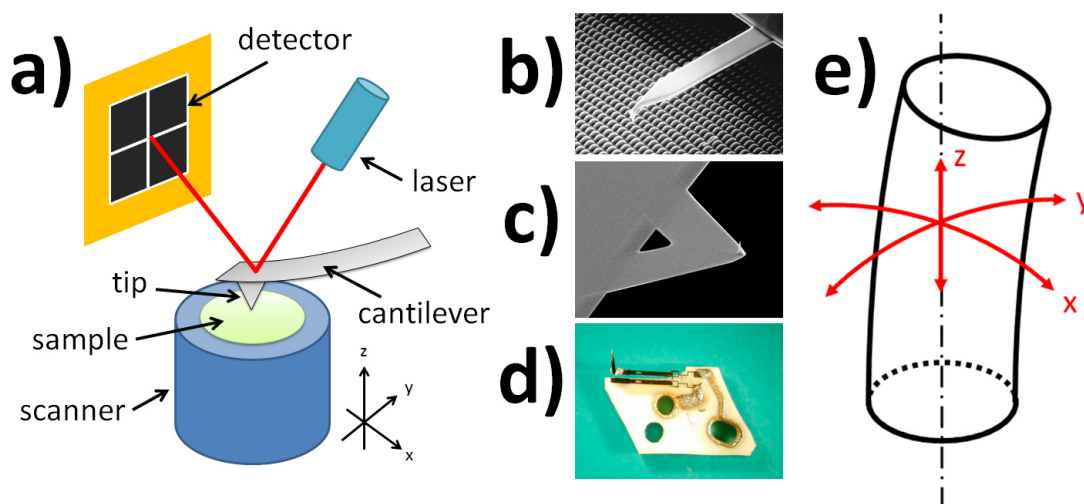 a)
detector
laser
tip
sample
scanner
cantilever
z
y
x
b)
c)
d)
e)
z
y
x